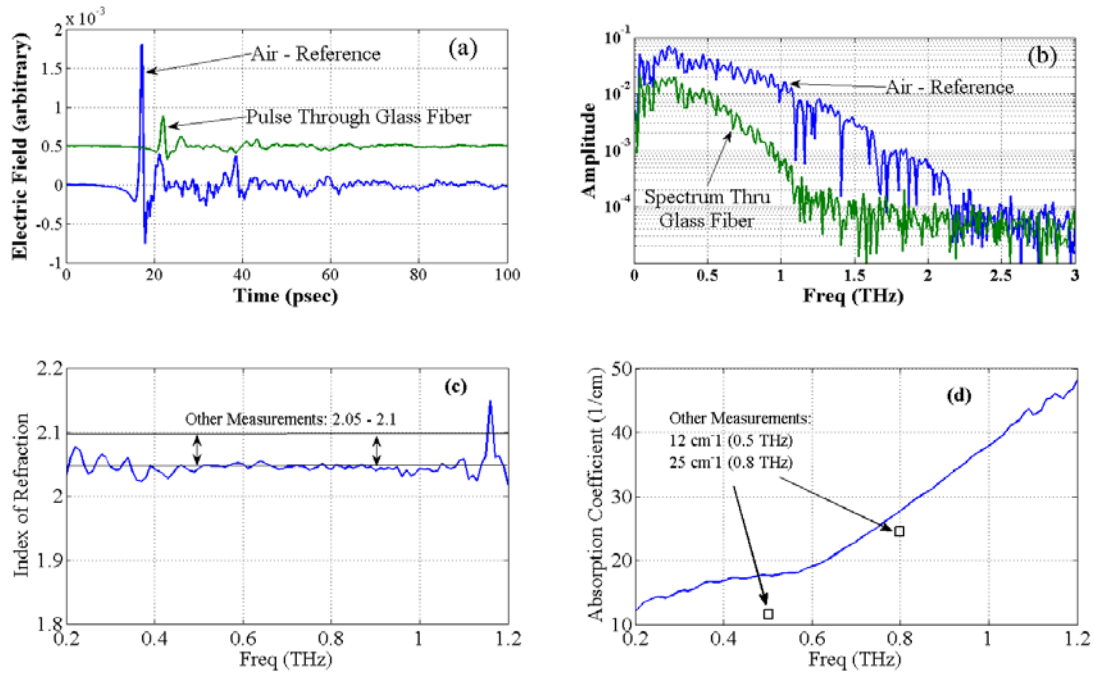 x 10⁻³
(a)
Air - Reference
Pulse Through Glass Fiber
Electric Field (arbitrary)
2
1.5
1
0.5
0
-0.5
-1
0
20
40
60
80
100
Time (psec)
(b)
Air - Reference
Spectrum Thru
Glass Fiber
Amplitude
10⁻¹
10⁻²
10⁻³
10⁻⁴
0
0.5
1
1.5
2
2.5
3
Freq (THz)
(c)
Other Measurements: 2.05 - 2.1
Index of Refraction
2.2
2.1
2
1.9
1.8
0.2
0.4
0.6
0.8
1
1.2
Freq (THz)
(d)
Other Measurements:
12 cm⁻¹ (0.5 THz)
25 cm⁻¹ (0.8 THz)
Absorption Coefficient (1/cm)
50
40
30
20
10
0.2
0.4
0.6
0.8
1
1.2
Freq (THz)